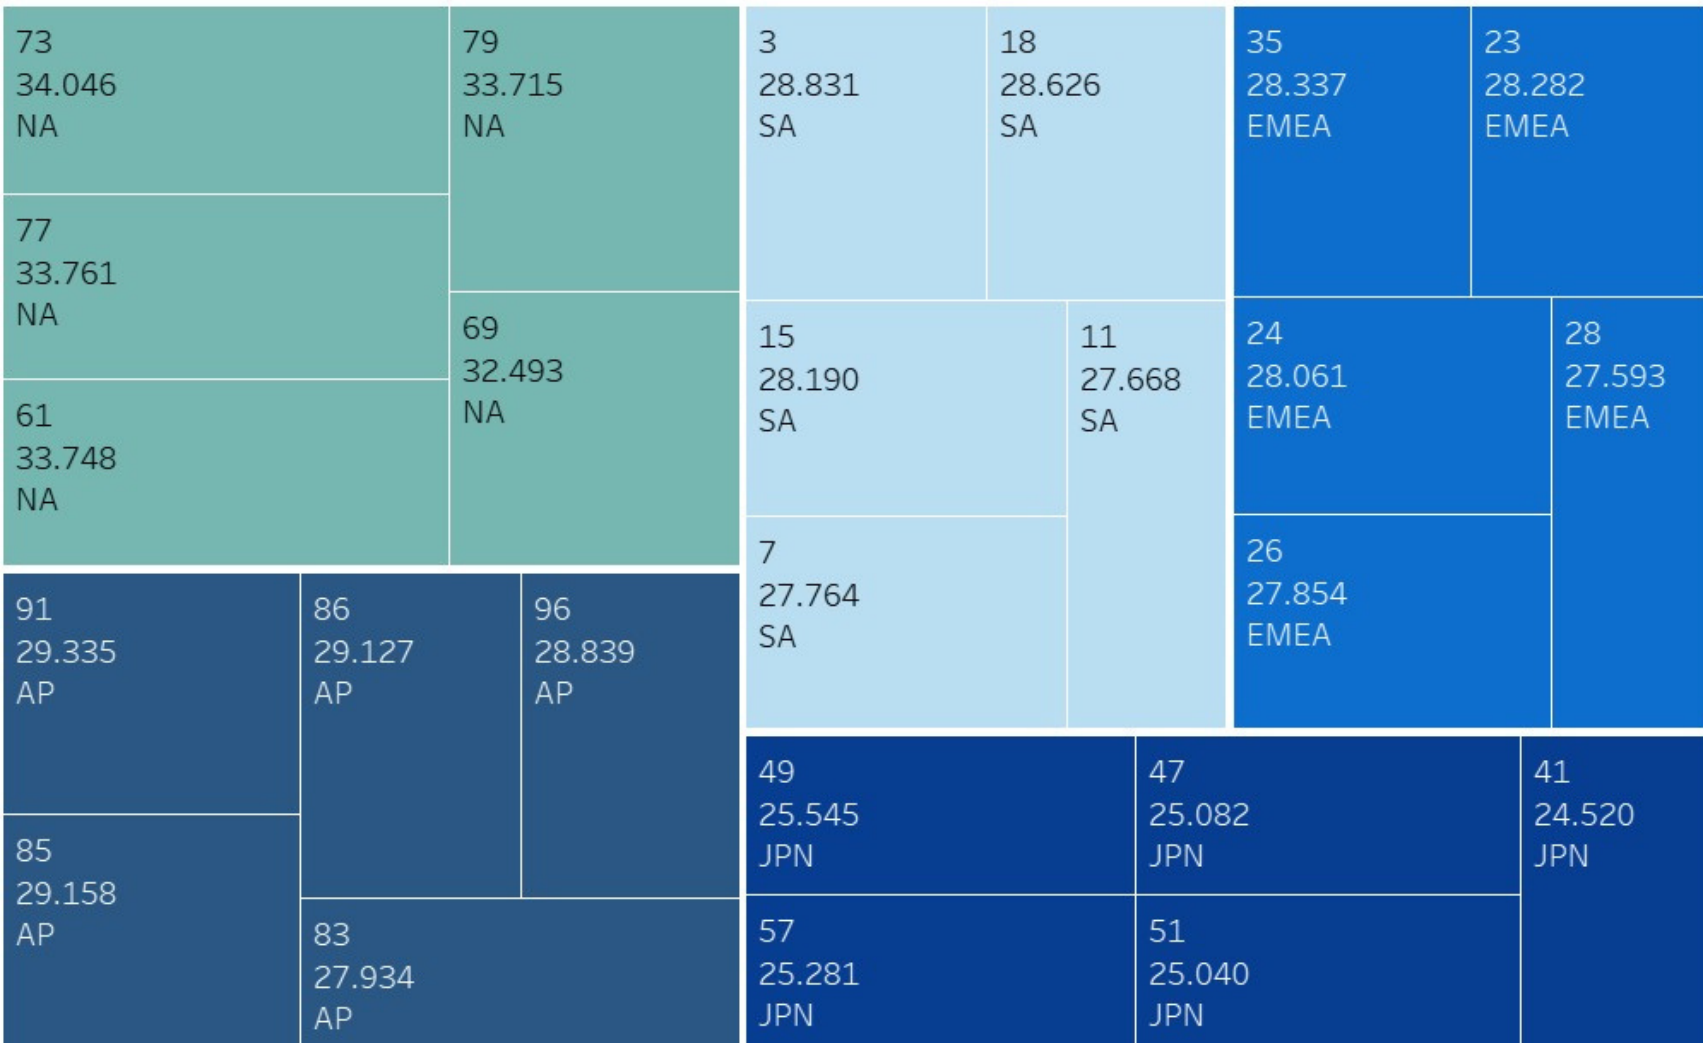 73
34.046
NA
77
33.761
NA
61
33.748
NA
79
33.715
NA
69
32.493
NA
91
29.335
AP
85
29.158
AP
86
29.127
AP
96
28.839
AP
83
27.934
AP
3
28.831
SA
18
28.626
SA
15
28.190
SA
7
27.764
SA
11
27.668
SA
35
28.337
EMEA
23
28.282
EMEA
24
28.061
EMEA
26
27.854
EMEA
28
27.593
EMEA
49
25.545
JPN
57
25.281
JPN
47
25.082
JPN
51
25.040
JPN
41
24.520
JPN